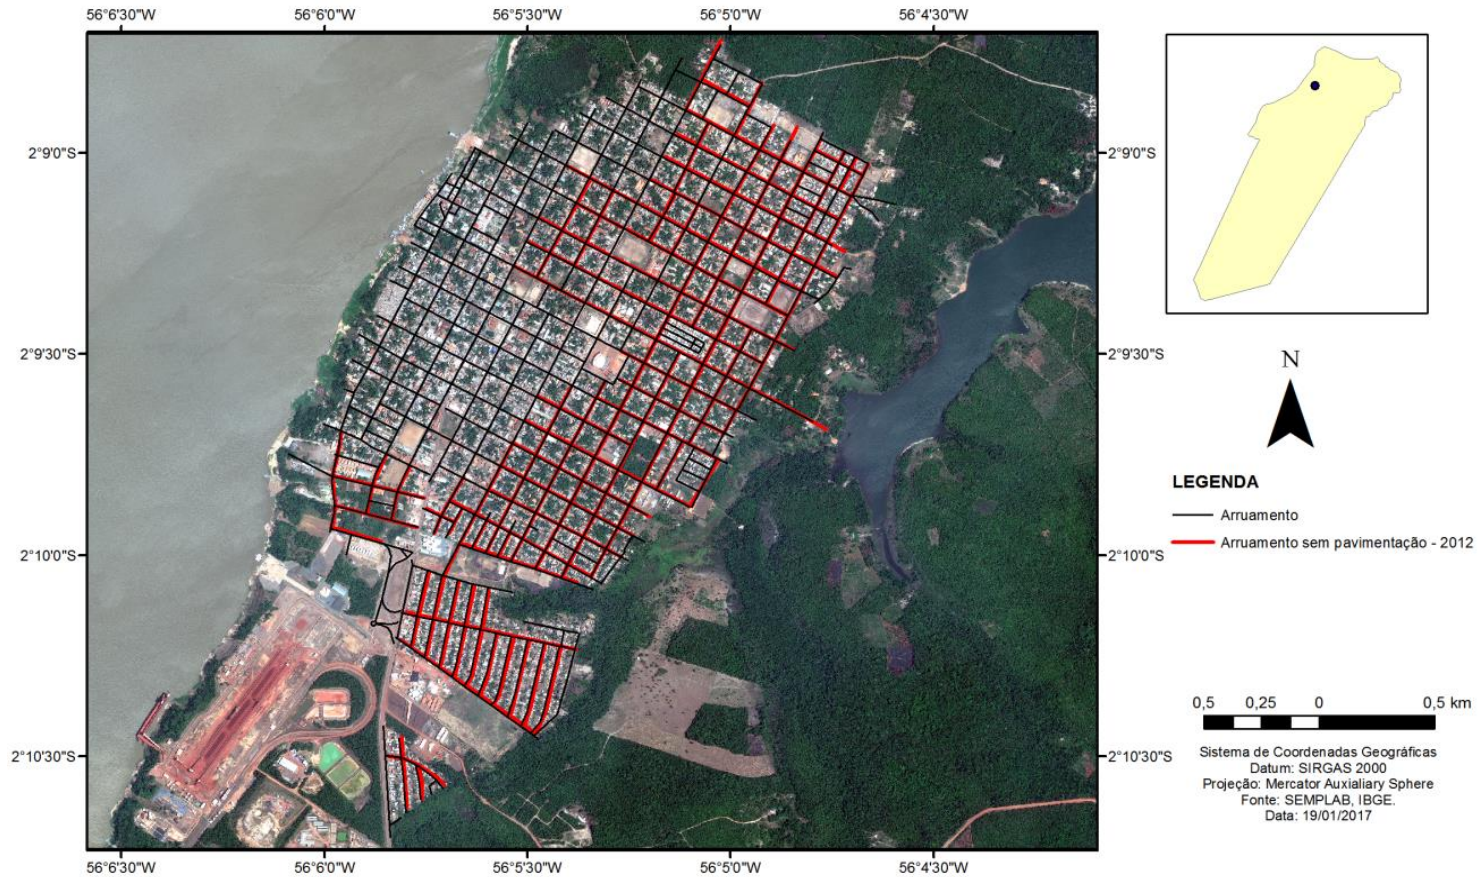 56°6'30"W 56°6'0"W 56°5'30"W 56°5'0"W 56°4'30"W
2°9'0"S 2°9'0"S
2°9'30"S 2°9'30"S
N
LEGENDA
Arruamento
Arruamento sem pavimentação - 2012
2°10'0"S 2°10'0"S
0,5 0,25 0 0,5 km
2°10'30"S 2°10'30"S
Sistema de Coordenadas Geográficas
Datum: SIRGAS 2000
Projeção: Mercator Auxialiary Sphere
Fonte: SEMPLAB, IBGE.
Data: 19/01/2017
56°6'30"W 56°6'0"W 56°5'30"W 56°5'0"W 56°4'30"W